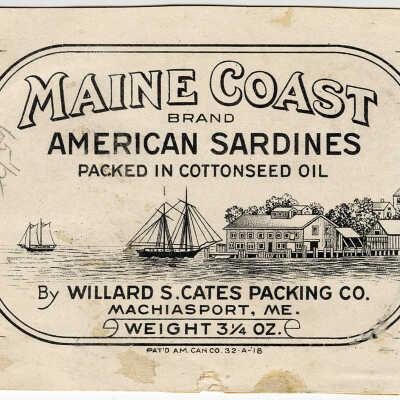 MAINE COAST
BRAND
AMERICAN SARDINES
PACKED IN COTTONSEED OIL
By WILLARD S. CATES PACKING CO.
MACHIASPORT, ME.
WEIGHT 3¼ OZ.
PAT'D AM. CAN CO. 32-A-18